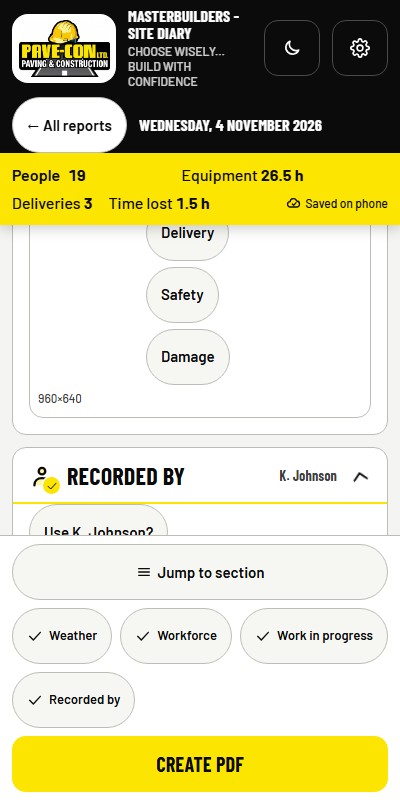 PAVE-CON LTD.
PAVING & CONSTRUCTION
MASTERBUILDERS - SITE DIARY
CHOOSE WISELY... BUILD WITH CONFIDENCE
← All reports
WEDNESDAY, 4 NOVEMBER 2026
People 19
Equipment 26.5 h
Deliveries 3
Time lost 1.5 h
Saved on phone
Delivery
Safety
Damage
960×640
RECORDED BY
K. Johnson
Use K. Johnson?
Jump to section
Weather
Workforce
Work in progress
Recorded by
CREATE PDF